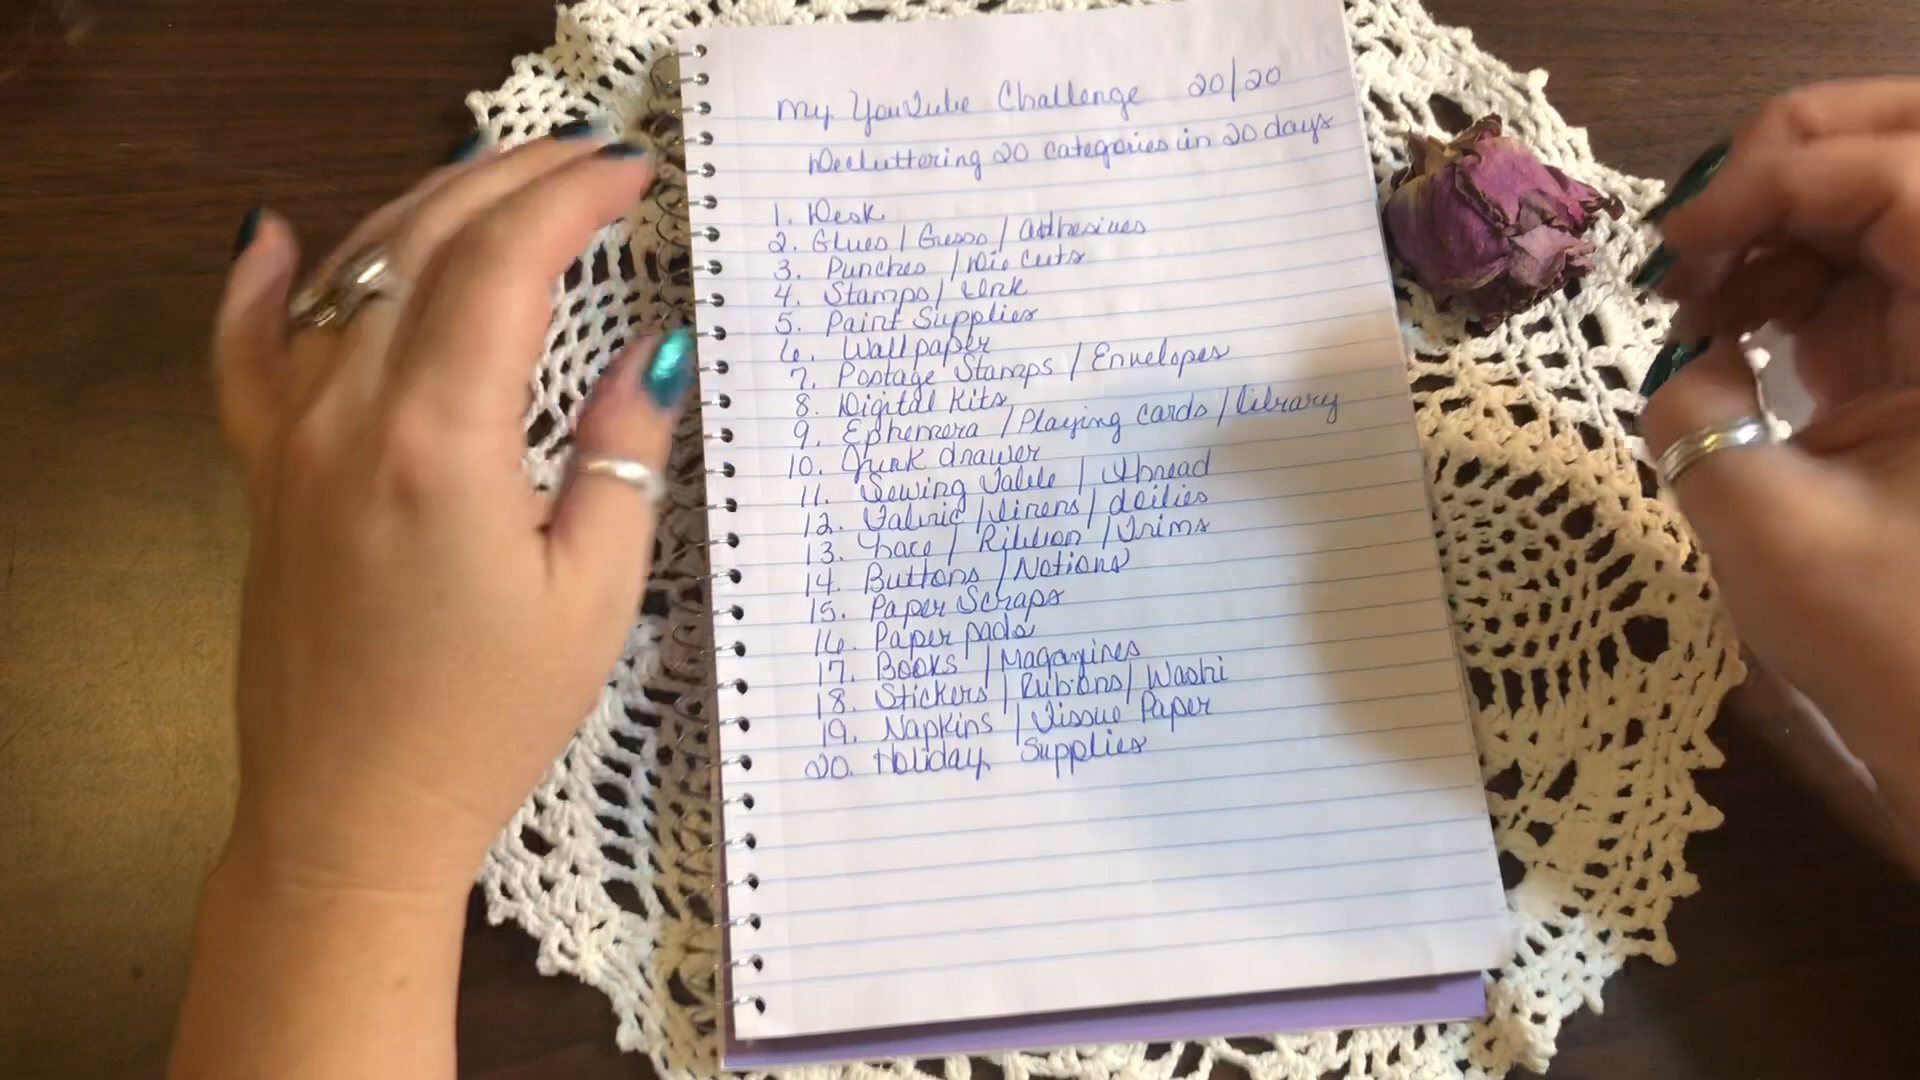 My YouTube Challenge 20/20
Decluttering 20 categories in 20 days
1. Desk
2. Glues / Gesso / Adhesives
3. Punches / Die Cuts
4. Stamps / Ink
5. Paint Supplies
6. Wallpaper
7. Postage Stamps / Envelopes
8. Digital Kits
9. Ephemera / Playing Cards / library
10. Junk drawer
11. Sewing Table / Thread
12. Fabric / Linens / doilies
13. Lace / Ribbon / Trims
14. Buttons / Notions
15. Paper Scraps
16. Paper pads
17. Books / Magazines
18. Stickers / Rub.ons / Washi
19. Napkins / Tissue Paper
20. Holiday Supplies